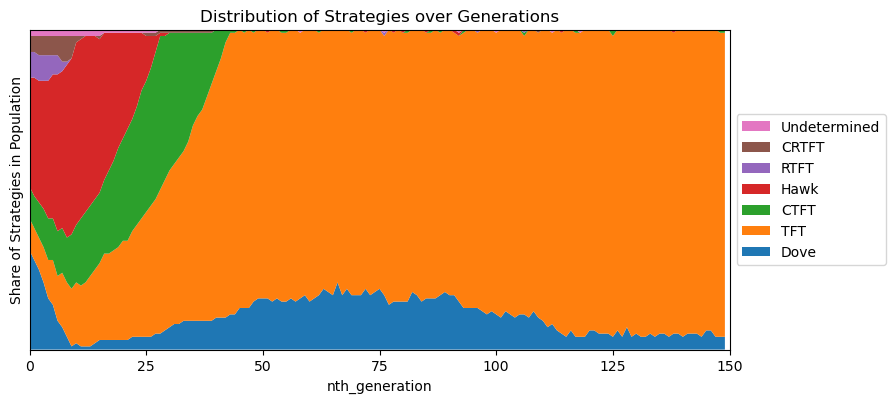 Distribution of Strategies over Generations
Share of Strategies in Population
Undetermined
CRTFT
RTFT
Hawk
CTFT
TFT
Dove
0 25 50 75 100 125 150
nth_generation